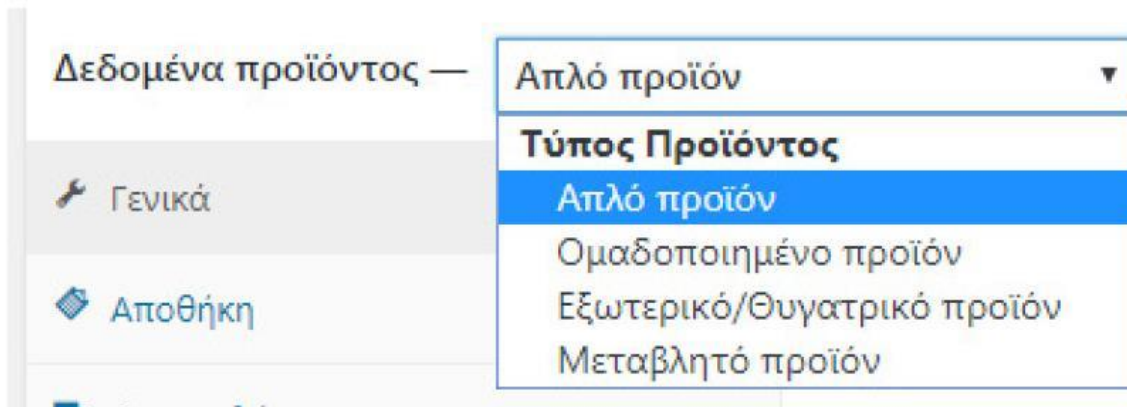 Δεδομένα προϊόντος — Απλό προϊόν
Τύπος Προϊόντος
Γενικά
Απλό προϊόν
Ομαδοποιημένο προϊόν
Αποθήκη
Εξωτερικό/Θυγατρικό προϊόν
Μεταβλητό προϊόν